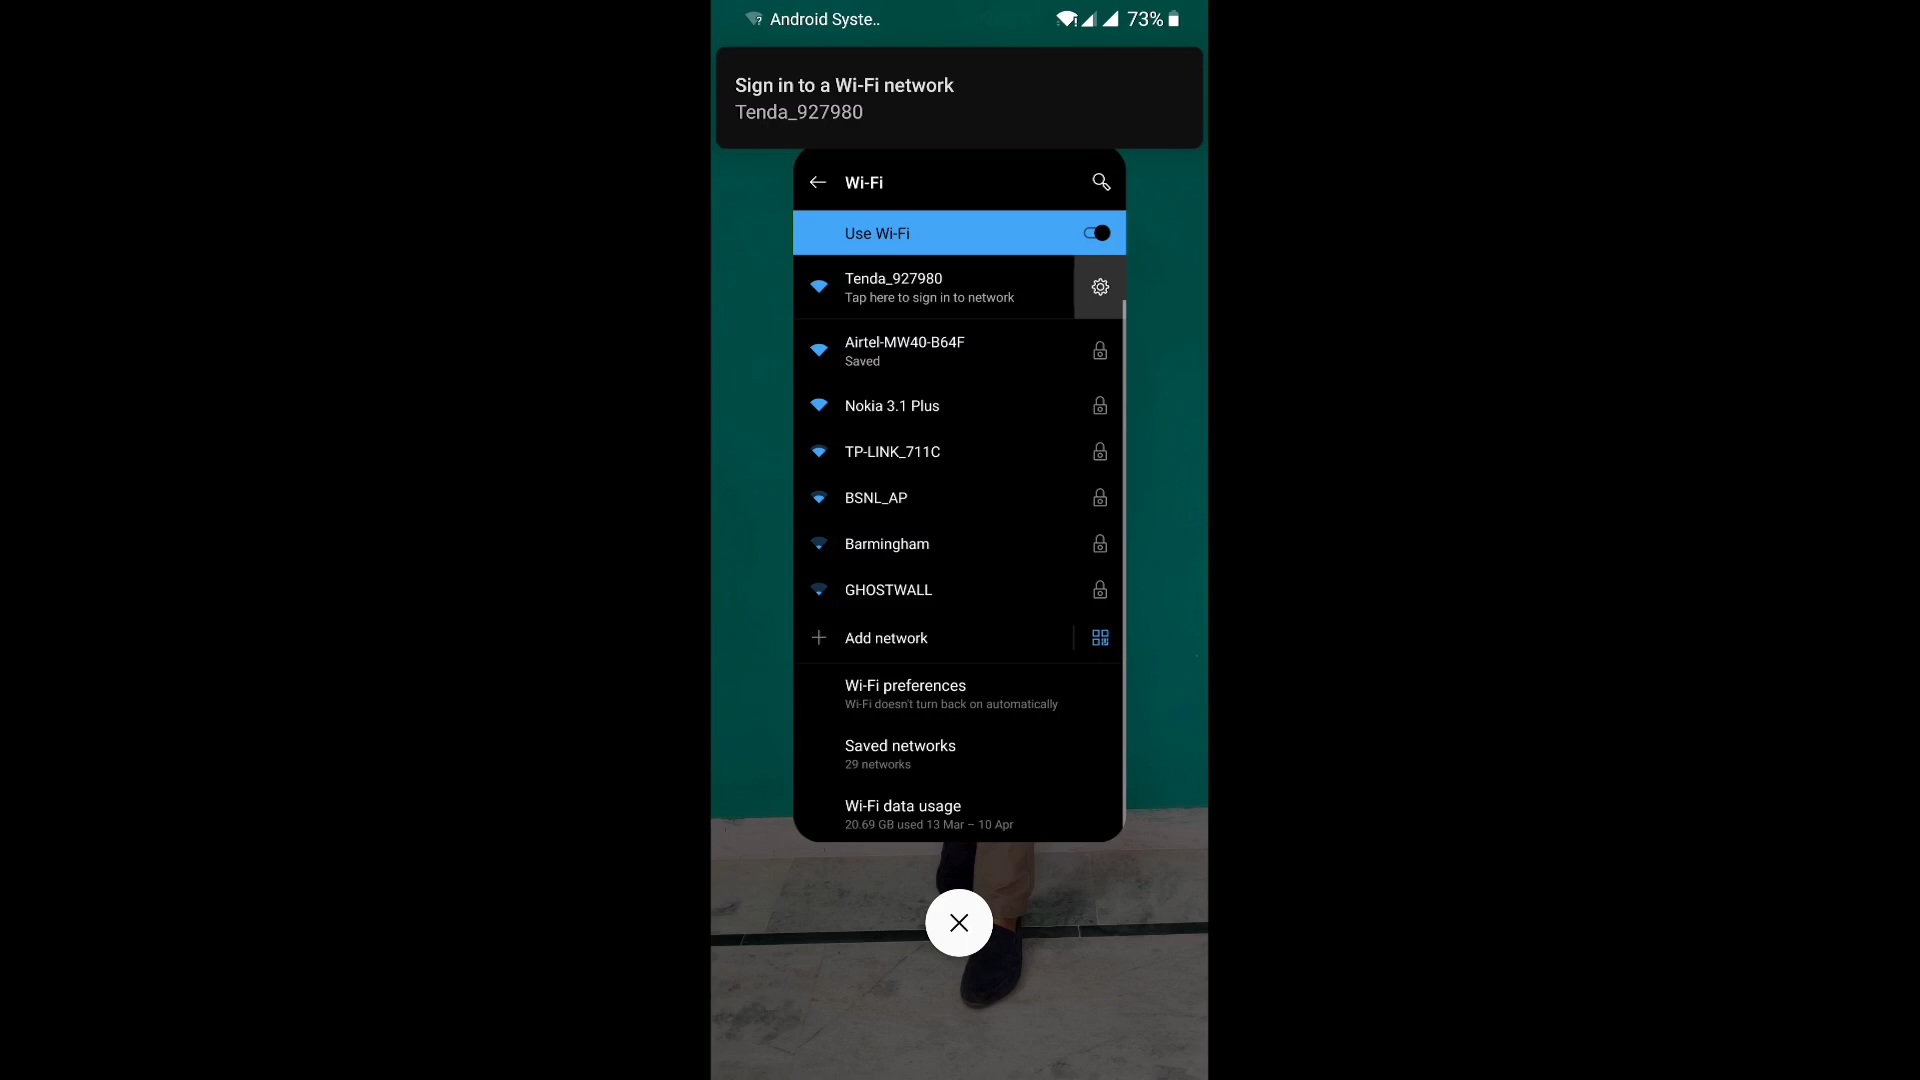 Android Syste..
73%
Sign in to a Wi-Fi network
Tenda_927980
Wi-Fi
Use Wi-Fi
Tenda_927980
Tap here to sign in to network
Airtel-MW40-B64F
Saved
Nokia 3.1 Plus
TP-LINK_711C
BSNL_AP
Barmingham
GHOSTWALL
Add network
Wi-Fi preferences
Wi-Fi doesn't turn back on automatically
Saved networks
29 networks
Wi-Fi data usage
20.69 GB used 13 Mar – 10 Apr